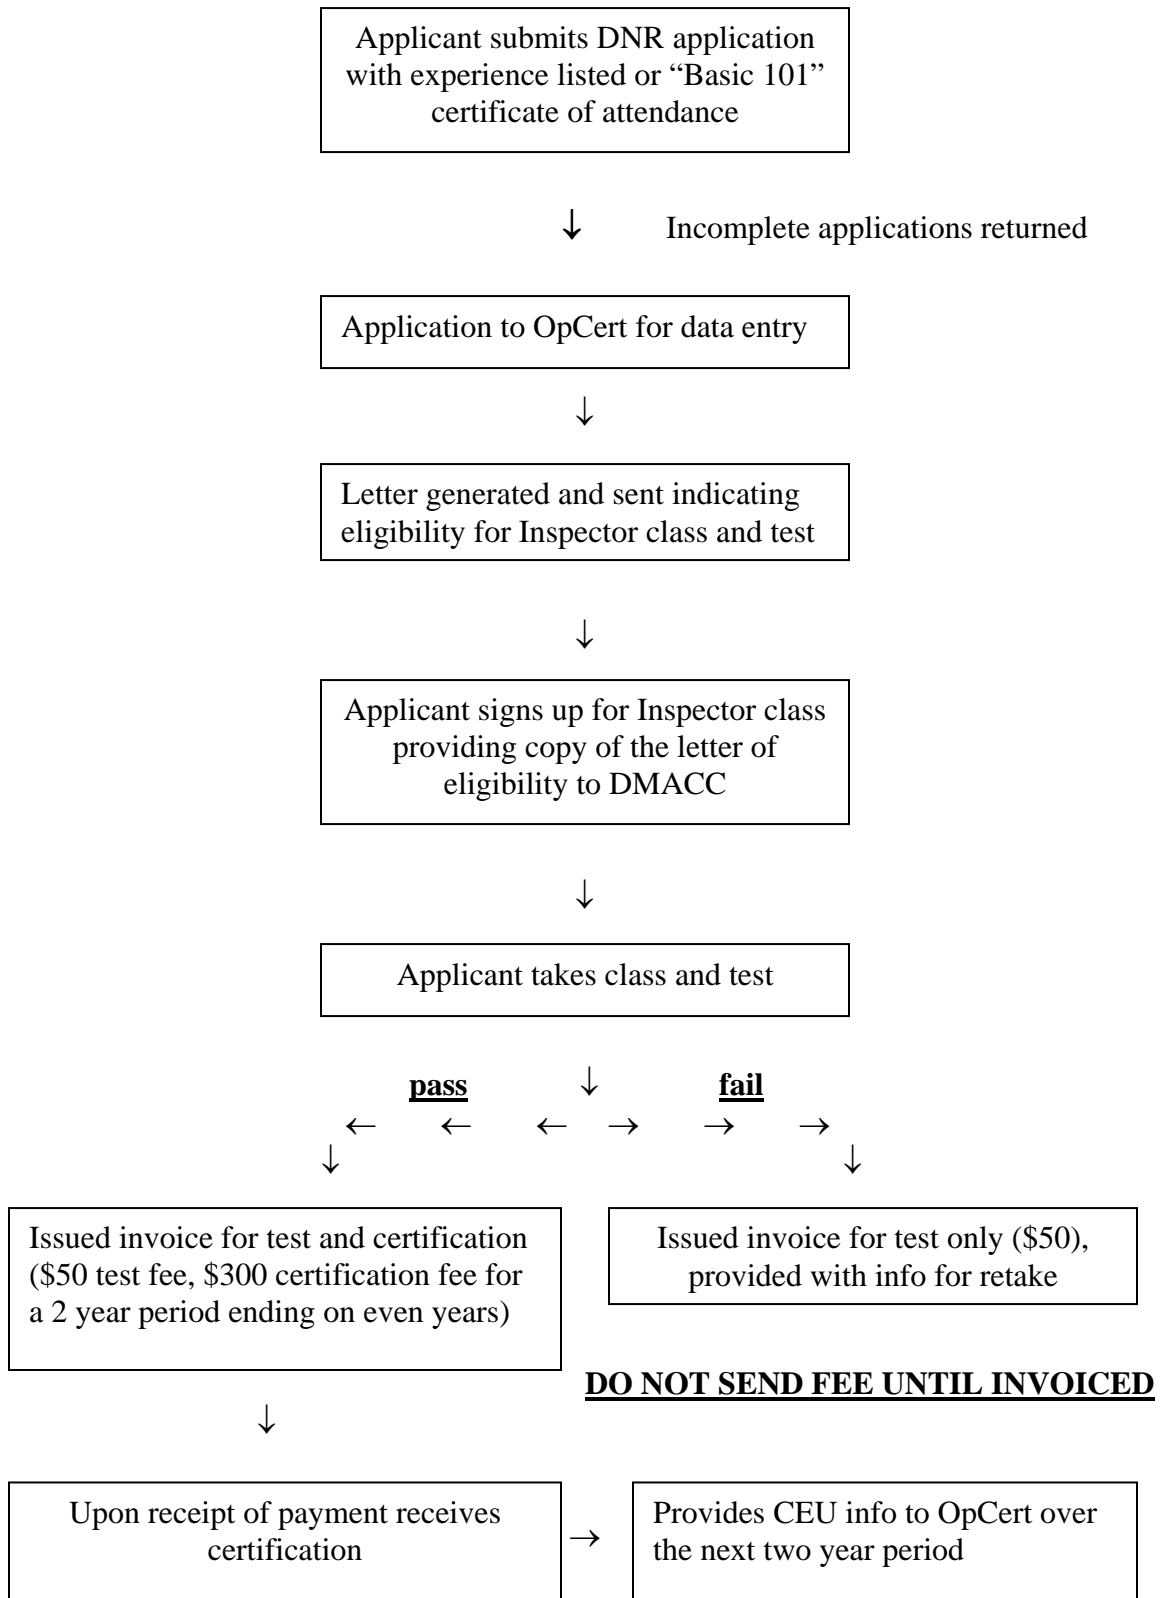 Applicant submits DNR application
with experience listed or “Basic 101”
certificate of attendance
↓ Incomplete applications returned
Application to OpCert for data entry
↓
Letter generated and sent indicating
eligibility for Inspector class and test
↓
Applicant signs up for Inspector class
providing copy of the letter of
eligibility to DMACC
↓
Applicant takes class and test
pass ↓ fail
← ← ← → → →
↓ ↓
Issued invoice for test and certification
($50 test fee, $300 certification fee for
a 2 year period ending on even years)
Issued invoice for test only ($50),
provided with info for retake
DO NOT SEND FEE UNTIL INVOICED
↓
Upon receipt of payment receives
certification
→
Provides CEU info to OpCert over
the next two year period